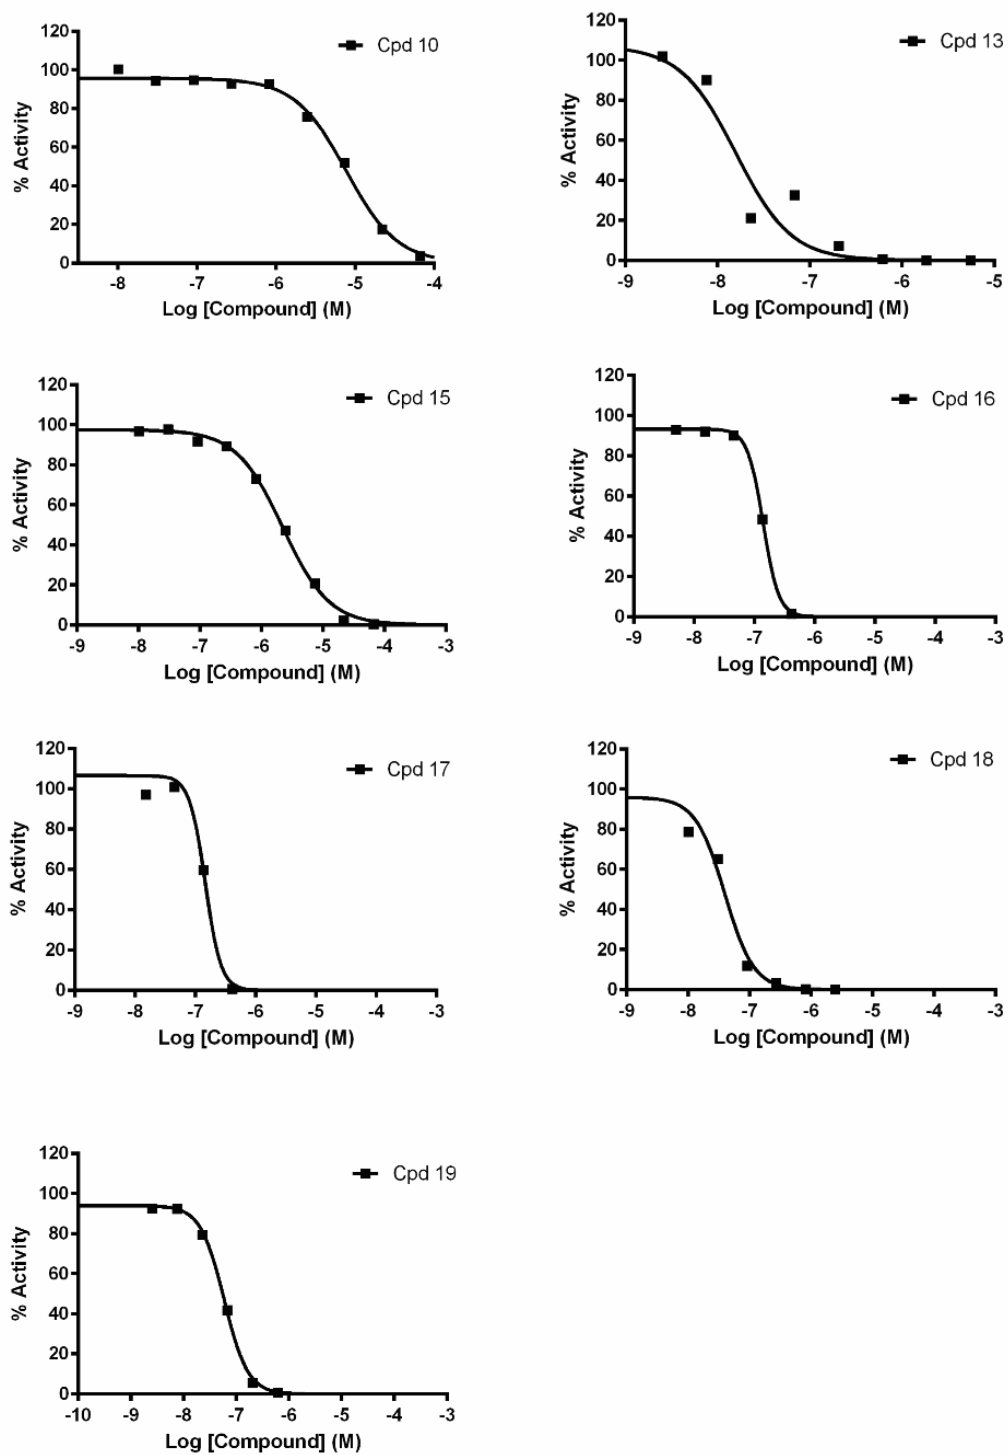 Cpd 10
120
100
80
60
40
20
0
% Activity
-8 -7 -6 -5 -4
Log [Compound] (M)
Cpd 13
120
100
80
60
40
20
0
% Activity
-9 -8 -7 -6 -5
Log [Compound] (M)
Cpd 15
120
100
80
60
40
20
0
% Activity
-9 -8 -7 -6 -5 -4 -3
Log [Compound] (M)
Cpd 16
120
100
80
60
40
20
0
% Activity
-9 -8 -7 -6 -5 -4 -3
Log [Compound] (M)
Cpd 17
120
100
80
60
40
20
0
% Activity
-9 -8 -7 -6 -5 -4 -3
Log [Compound] (M)
Cpd 18
120
100
80
60
40
20
0
% Activity
-9 -8 -7 -6 -5 -4 -3
Log [Compound] (M)
Cpd 19
120
100
80
60
40
20
0
% Activity
-10 -9 -8 -7 -6 -5 -4 -3
Log [Compound] (M)